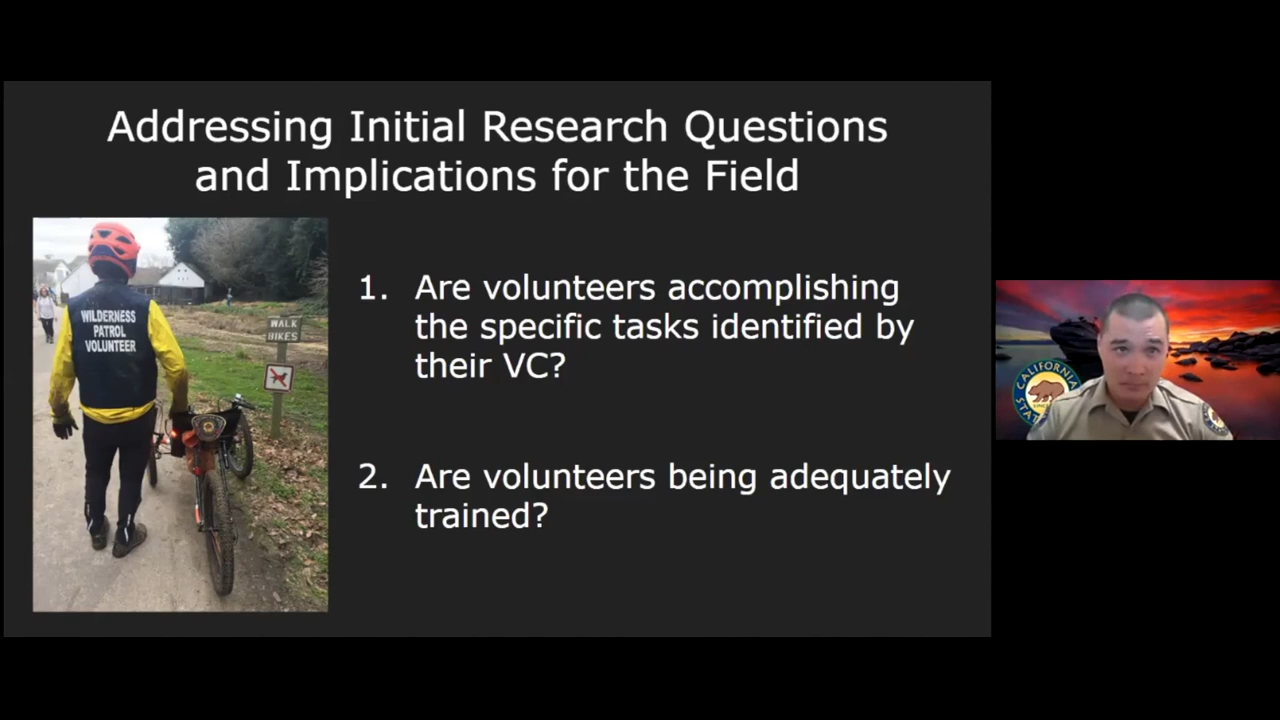 Addressing Initial Research Questions
and Implications for the Field
WILDERNESS
PATROL
VOLUNTEER
WALK
BIKES
1. Are volunteers accomplishing
the specific tasks identified by
their VC?
2. Are volunteers being adequately
trained?
CALIFORNIA
STATE